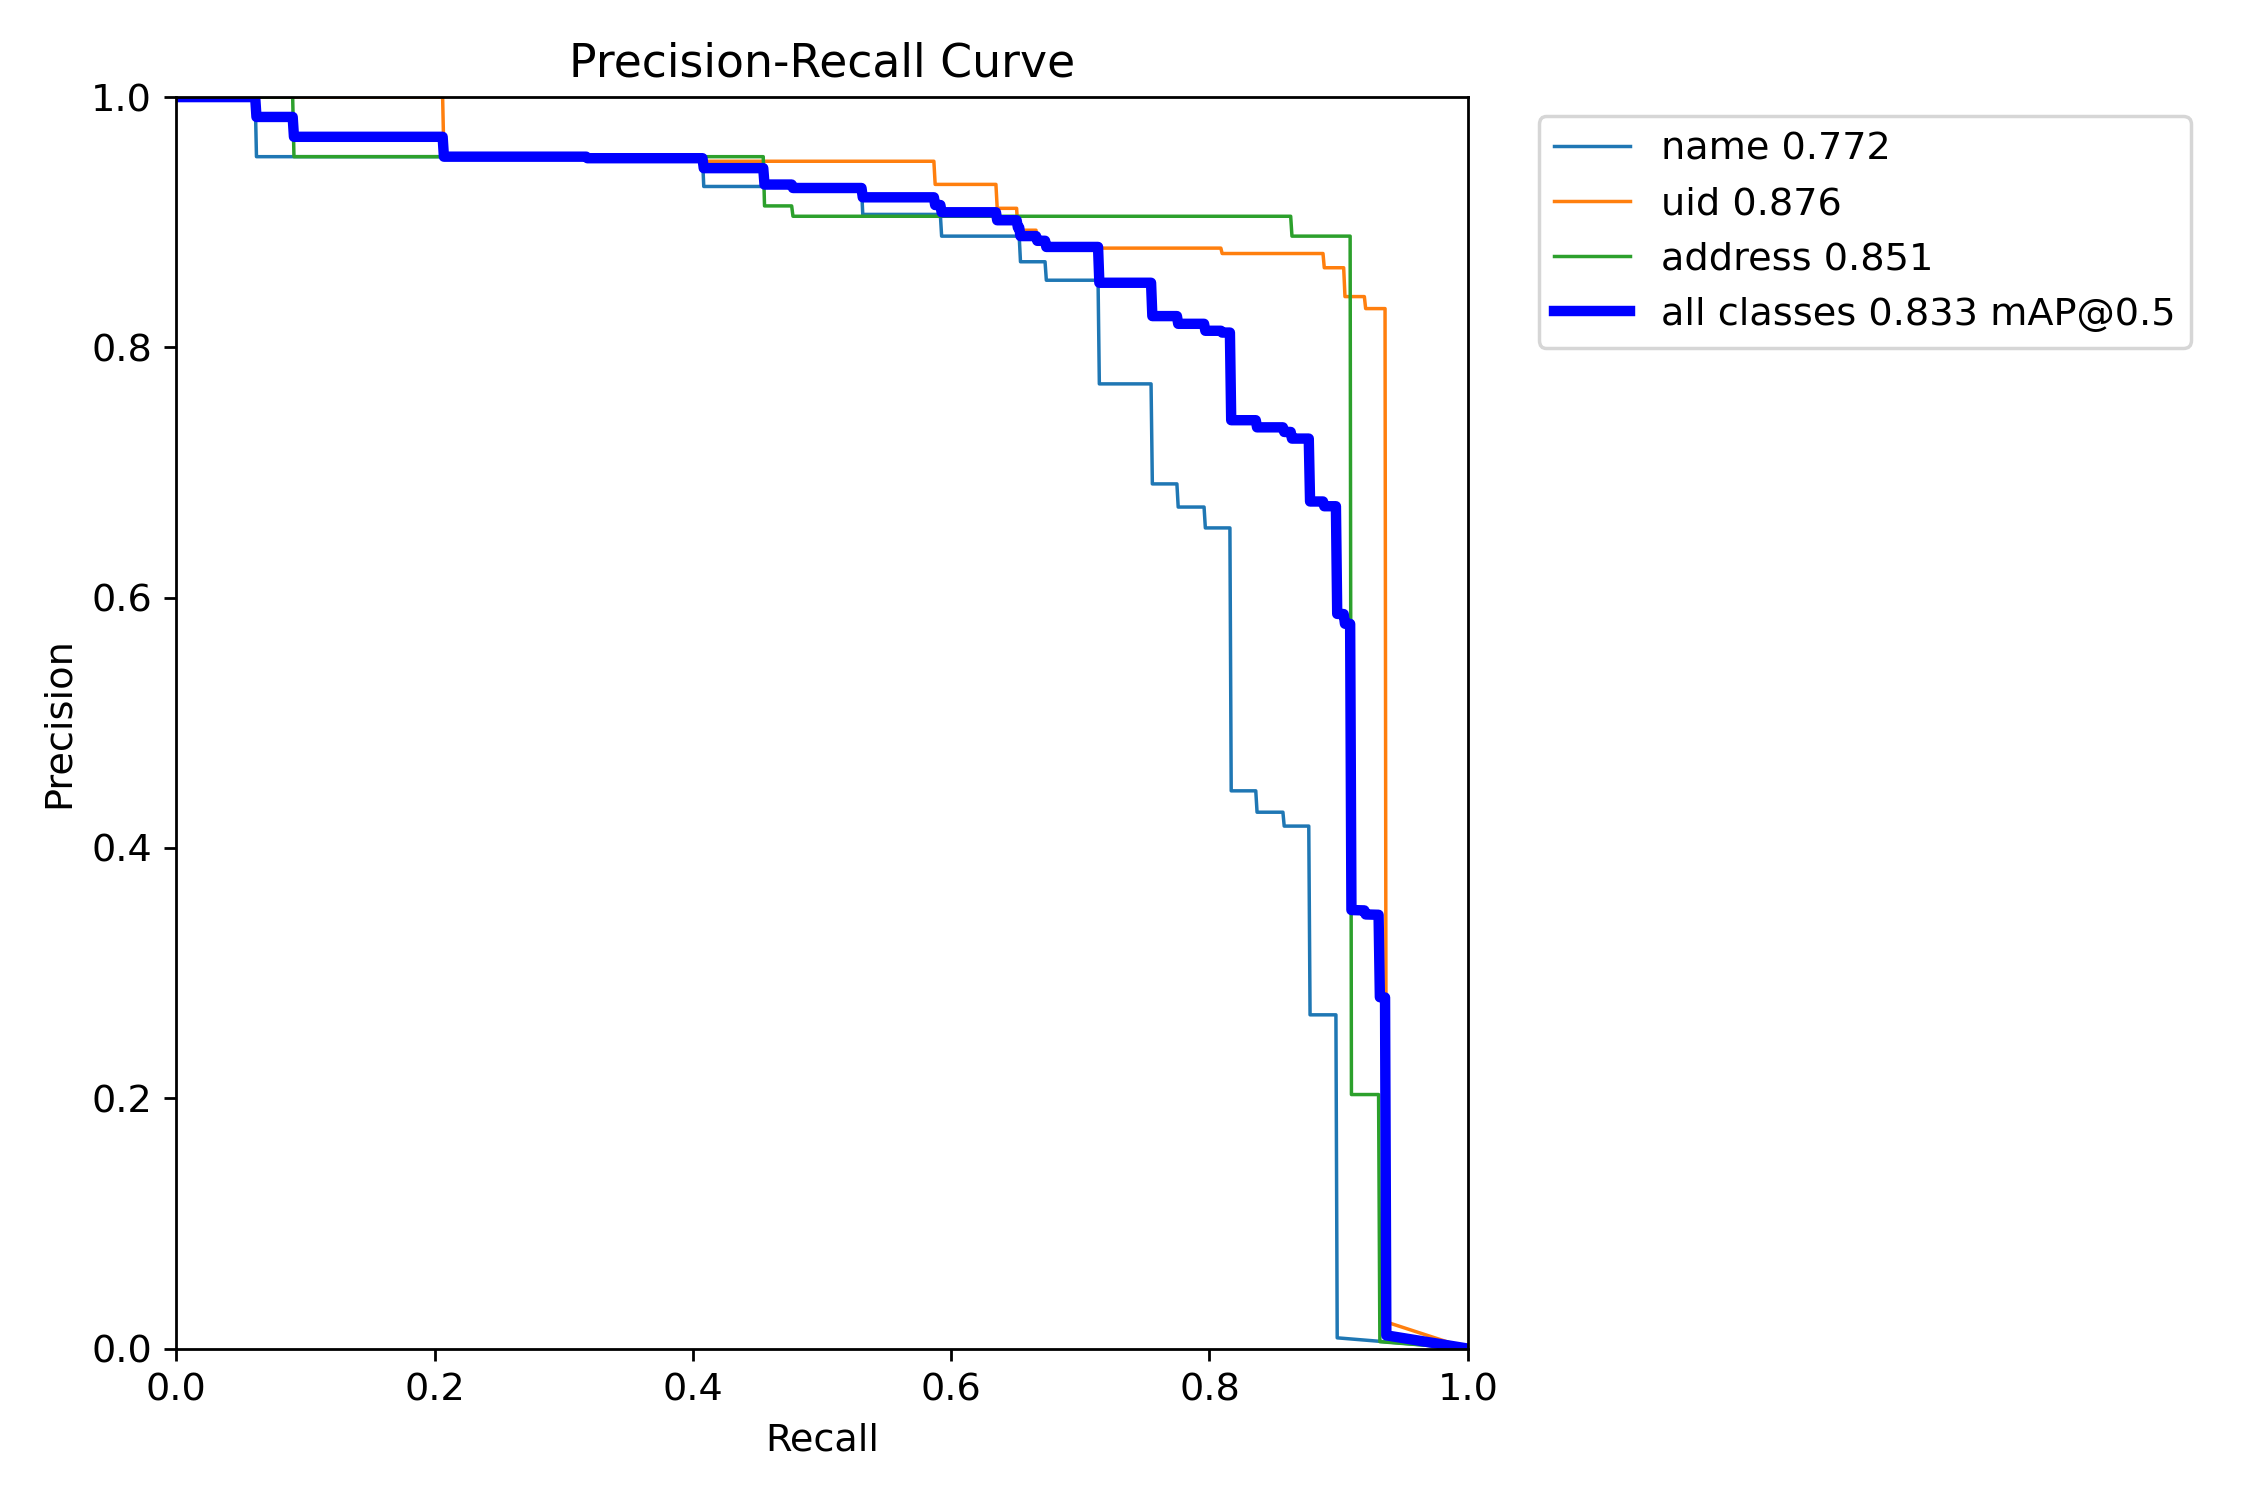 Precision-Recall Curve
1.0
0.8
0.6
0.4
0.2
0.0
Precision
0.0 0.2 0.4 0.6 0.8 1.0
Recall
name 0.772
uid 0.876
address 0.851
all classes 0.833 mAP@0.5